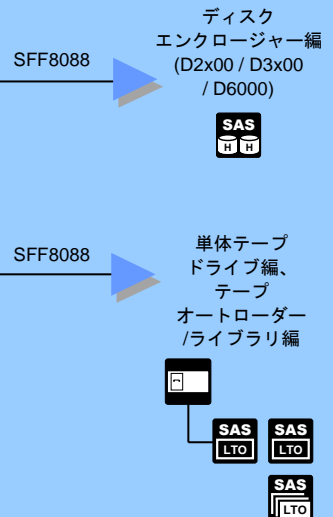 SFF8088
ディスク
エンクロージャー編
(D2x00 / D3x00
/ D6000)
SAS
H H
SFF8088
単体テープ
ドライブ編、
テープ
オートローダー
/ライブラリ編
SAS SAS
LTO LTO
SAS
LTO